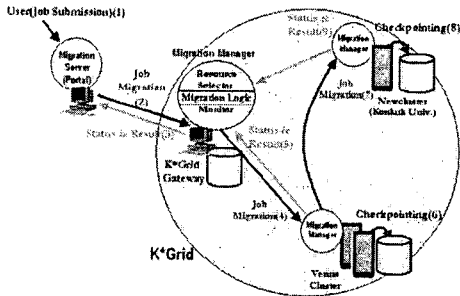 User(Job Submission)(1)
Migration
Server
(Portal)
Job
Migration
(2)
Status & Result(3)
Migration Manager
Resource
Selector
Migration Logic
Monitor
K*Grid
Gateway
Status &
Result(9)
Migration
Manager
Checkpointing(8)
Newcluster
(Konkuk Univ.)
Job
Migration(7)
Status &
Result(5)
Job
Migration(4)
Migration
Manager
Checkpointing(6)
Venus
Cluster
K*Grid